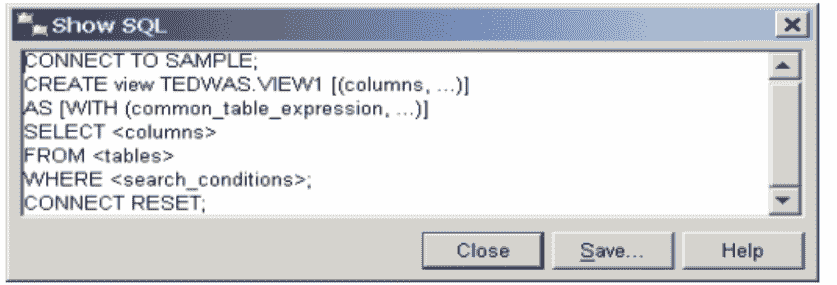 Show SQL
CONNECT TO SAMPLE;
CREATE view TEDWAS.VIEW1 [(columns, ...)]
AS [WITH (common_table_expression, ...)]
SELECT <columns>
FROM <tables>
WHERE <search_conditions>;
CONNECT RESET;
Close Save... Help